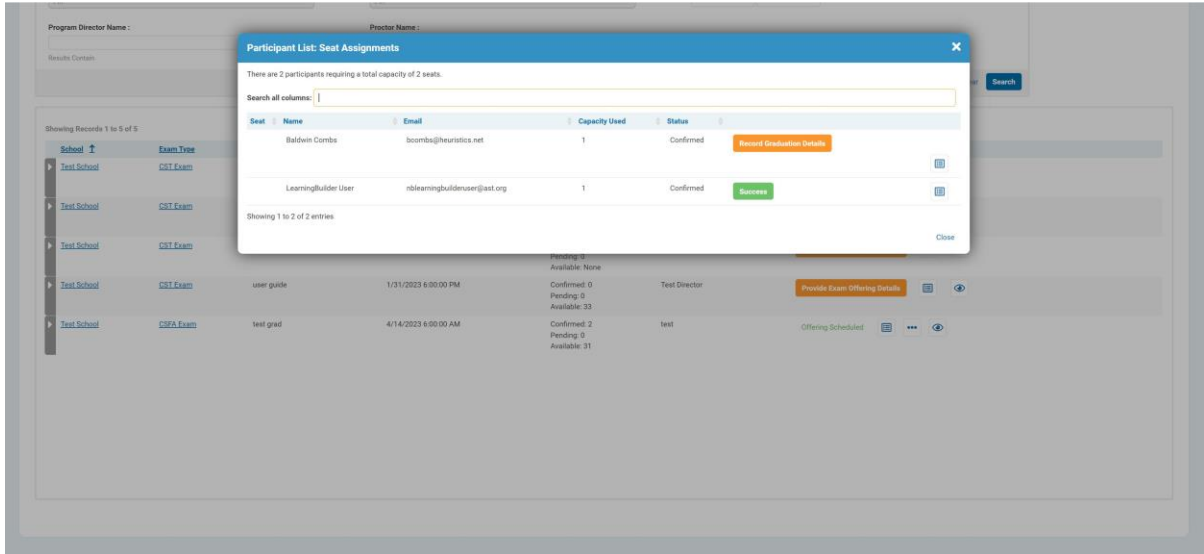 Program Director Name :
Proctor Name :
Results Contain
Participant List: Seat Assignments
There are 2 participants requiring a total capacity of 2 seats.
Search all columns:
Search
Seat Name Email Capacity Used Status
Baldwin Combs bcombs@heuristics.net 1 Confirmed Record Graduation Details
LearningBuilder User nblearningbuilderuser@ast.org 1 Confirmed Success
Showing 1 to 2 of 2 entries
Close
Showing Records 1 to 5 of 5
School Exam Type
Test School CST Exam
Test School CST Exam
Test School CST Exam
Pending: 0
Available: None
Test School CST Exam user guide 1/31/2023 6:00:00 PM Confirmed: 0 Test Director Provide Exam Offering Details
Pending: 0
Available: 33
Test School CSFA Exam test grad 4/14/2023 6:00:00 AM Confirmed: 2 test Offering Scheduled
Pending: 0
Available: 31